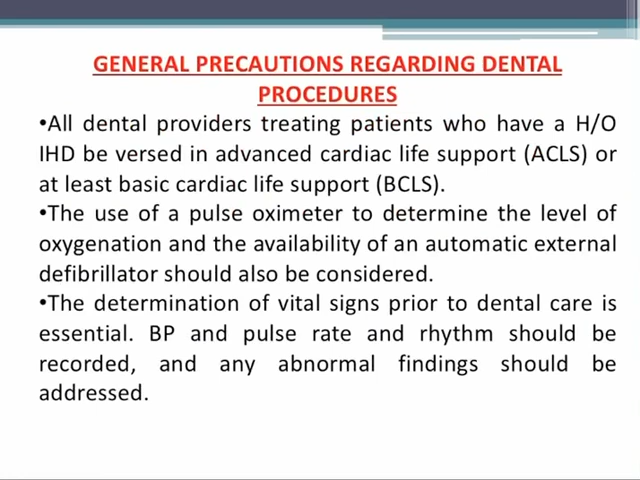 GENERAL PRECAUTIONS REGARDING DENTAL
PROCEDURES
•All dental providers treating patients who have a H/O
IHD be versed in advanced cardiac life support (ACLS) or
at least basic cardiac life support (BCLS).
•The use of a pulse oximeter to determine the level of
oxygenation and the availability of an automatic external
defibrillator should also be considered.
•The determination of vital signs prior to dental care is
essential. BP and pulse rate and rhythm should be
recorded, and any abnormal findings should be
addressed.